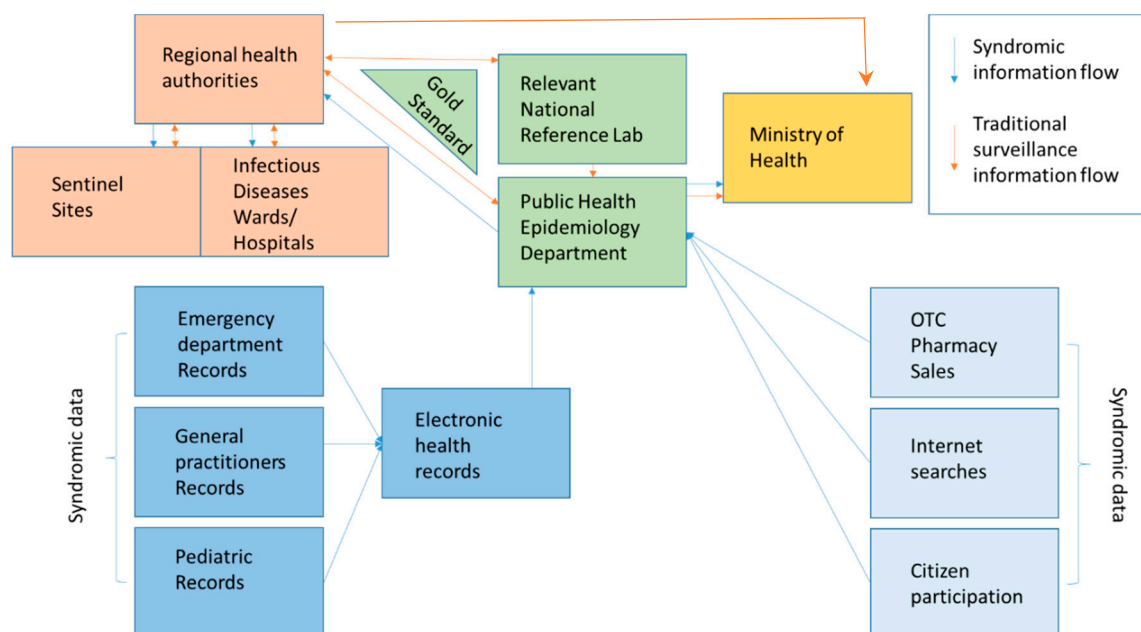 Regional health
authorities
Gold
Standard
Relevant
National
Reference Lab
Ministry of
Health
Syndromic
information flow
Traditional
surveillance
information flow
Sentinel
Sites
Infectious
Diseases
Wards/
Hospitals
Public Health
Epidemiology
Department
Syndromic data
Emergency
department
Records
General
practitioners
Records
Pediatric
Records
Electronic
health
records
OTC
Pharmacy
Sales
Internet
searches
Citizen
participation
Syndromic data